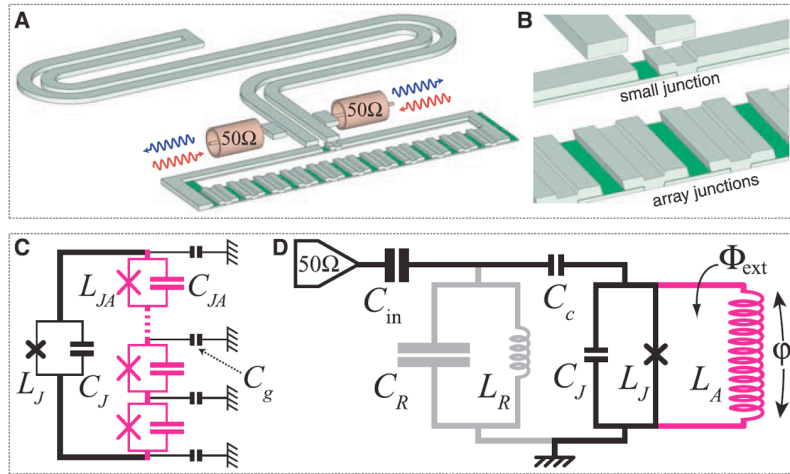 A
50Ω
50Ω
B
small junction
array junctions
C
L_JA
C_JA
L_J
C_J
C_g
D
50Ω
C_in
C_c
Φ_ext
C_R
L_R
C_J
L_J
L_A
φ